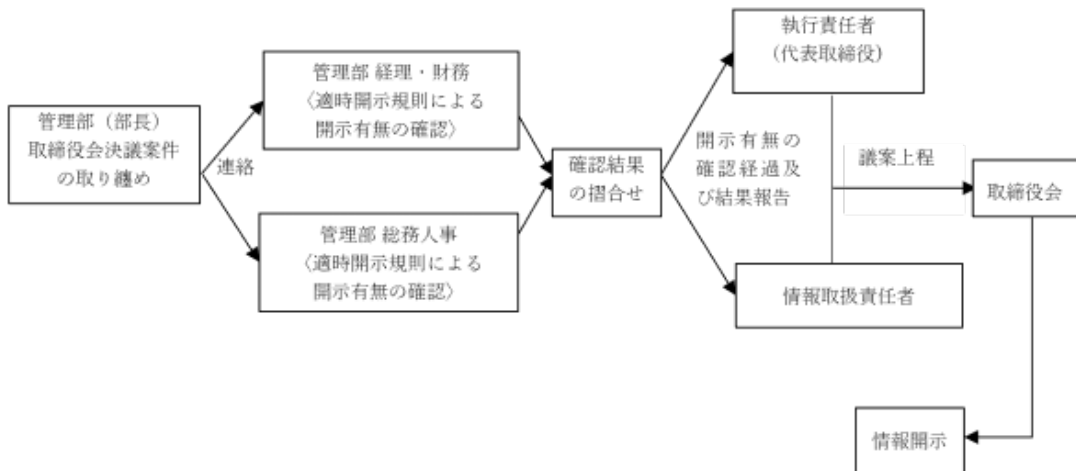 管理部（部長）
取締役会決議案件
の取り纏め
連絡
管理部 経理・財務
〈適時開示規則による
開示有無の確認〉
管理部 総務人事
〈適時開示規則による
開示有無の確認〉
確認結果
の摺合せ
執行責任者
（代表取締役）
開示有無の
確認経過及
び結果報告
情報取扱責任者
議案上程
取締役会
情報開示